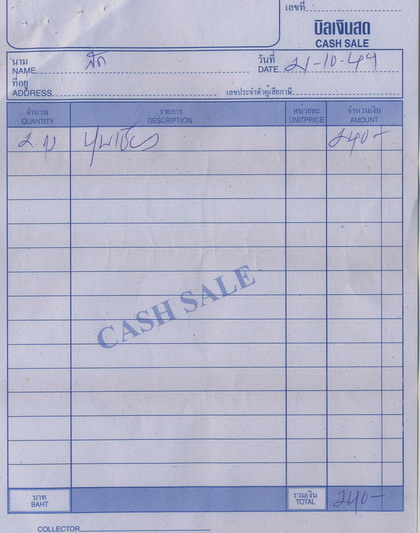 เลขที่
บิลเงินสด
CASH SALE
นาม
NAME
วันที่
DATE 21-10-49
ที่อยู่
ADDRESS
เลขประจำตัวผู้เสียภาษี
จำนวน รายการ หน่วยละ จำนวนเงิน
QUANTITY DESCRIPTION UNITPRICE AMOUNT
2 240-
CASH SALE
บาท รวมเงิน
BAHT TOTAL 240-
COLLECTOR